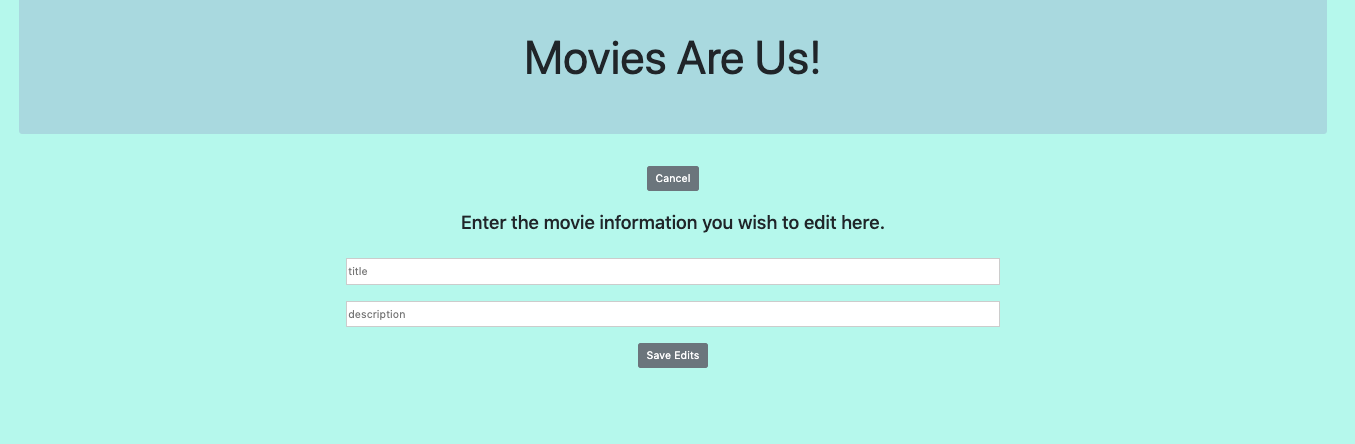 Movies Are Us!
Cancel
Enter the movie information you wish to edit here.
title
description
Save Edits